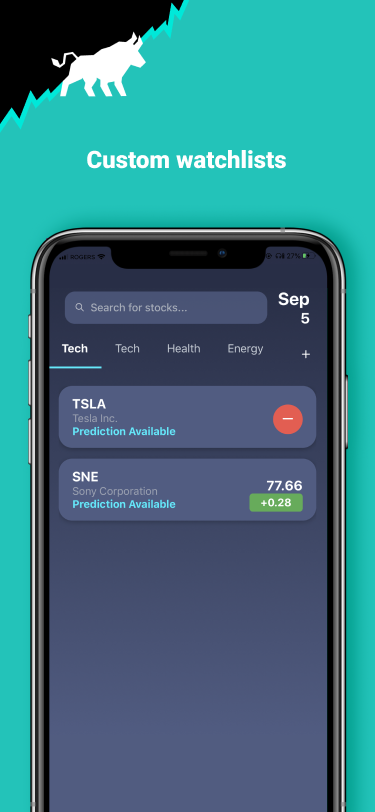 Custom watchlists
ROGERS 27%
Search for stocks...
Sep
5
Tech Tech Health Energy +
TSLA
Tesla Inc.
Prediction Available
SNE
Sony Corporation
Prediction Available
77.66
+0.28